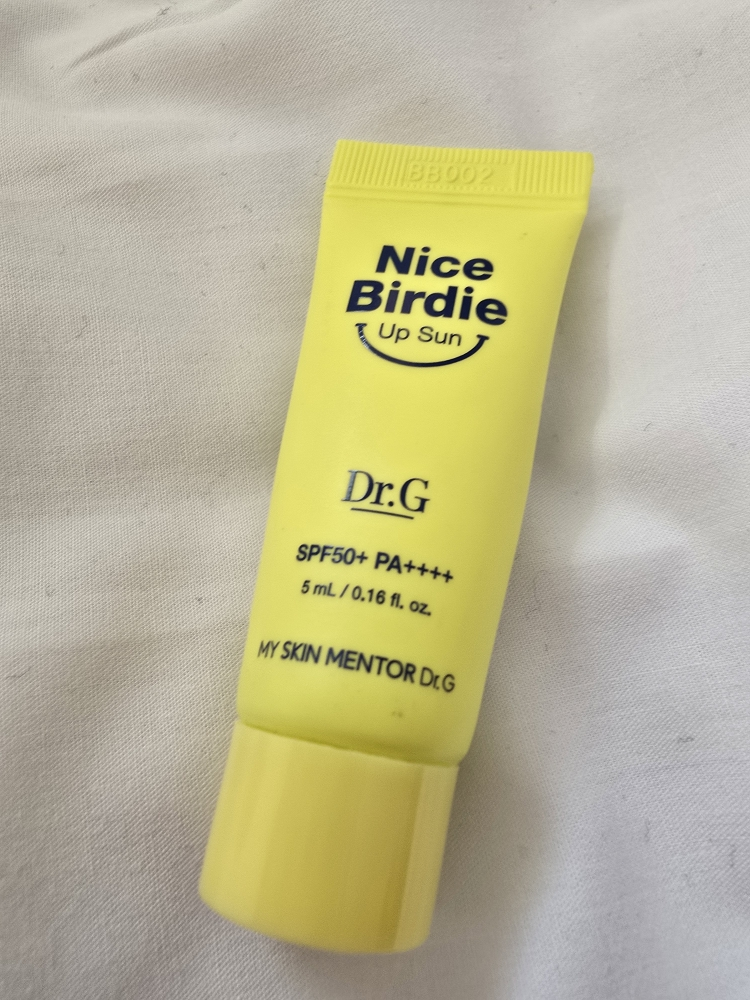 BB002
Nice
Birdie
Up Sun
Dr.G
SPF50+ PA++++
5 mL / 0.16 fl. oz.
MY SKIN MENTOR Dr.G